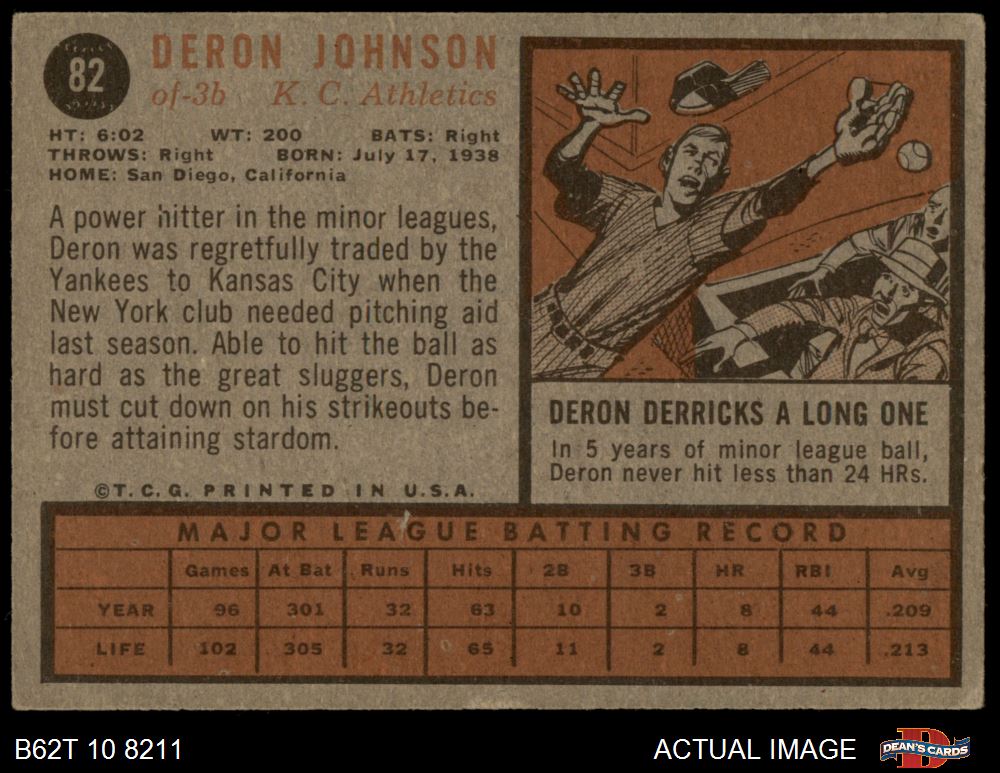 82
DERON JOHNSON
of-3b K. C. Athletics
HT: 6:02 WT: 200 BATS: Right
THROWS: Right BORN: July 17, 1938
HOME: San Diego, California
A power hitter in the minor leagues,
Deron was regretfully traded by the
Yankees to Kansas City when the
New York club needed pitching aid
last season. Able to hit the ball as
hard as the great sluggers, Deron
must cut down on his strikeouts be-
fore attaining stardom.
©T. C. G. PRINTED IN U.S.A.
DERON DERRICKS A LONG ONE
In 5 years of minor league ball,
Deron never hit less than 24 HRs.
MAJOR LEAGUE BATTING RECORD
Games At Bat Runs Hits 2B 3B HR RBI Avg
YEAR 96 301 32 63 10 2 8 44 .209
LIFE 102 305 32 65 11 2 8 44 .213
B62T 10 8211
ACTUAL IMAGE
DEAN'S CARDS